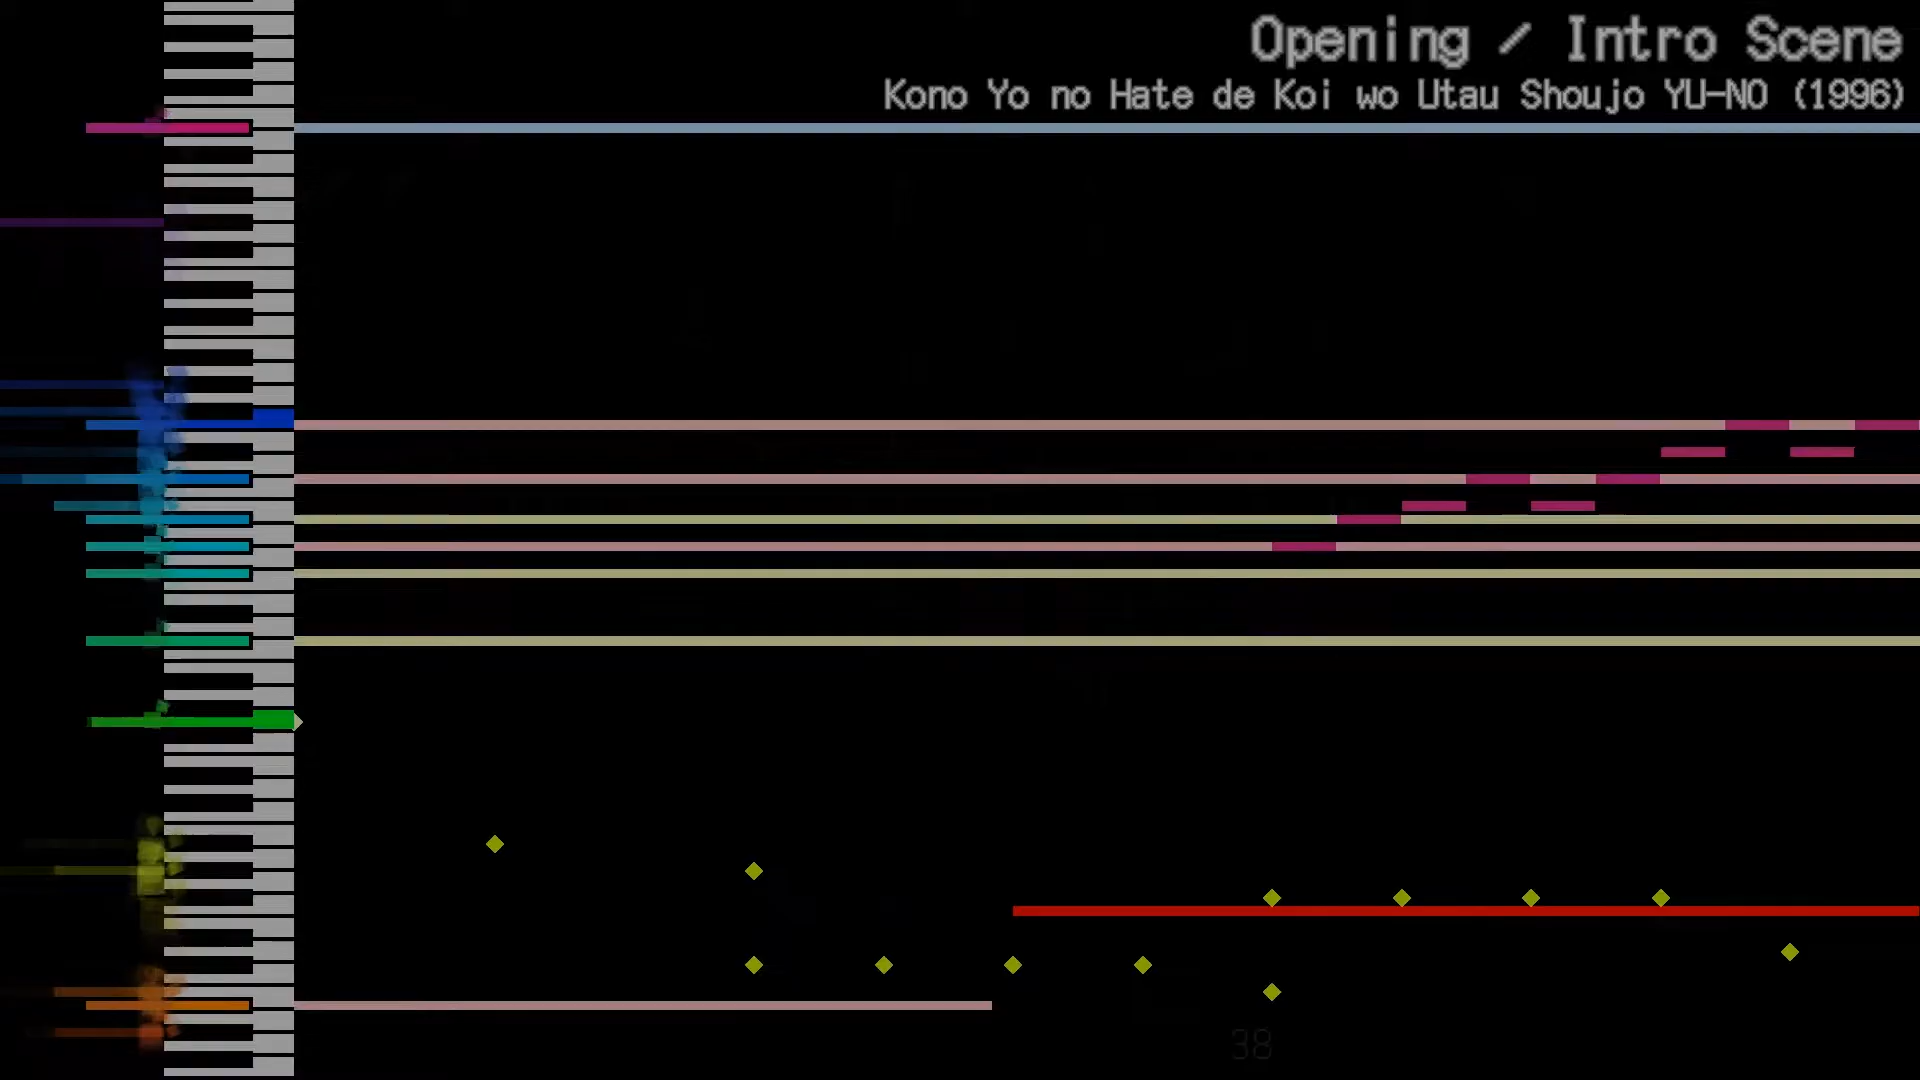 Opening / Intro Scene
Kono Yo no Hate de Koi wo Utau Shoujo YU-NO (1996)
38